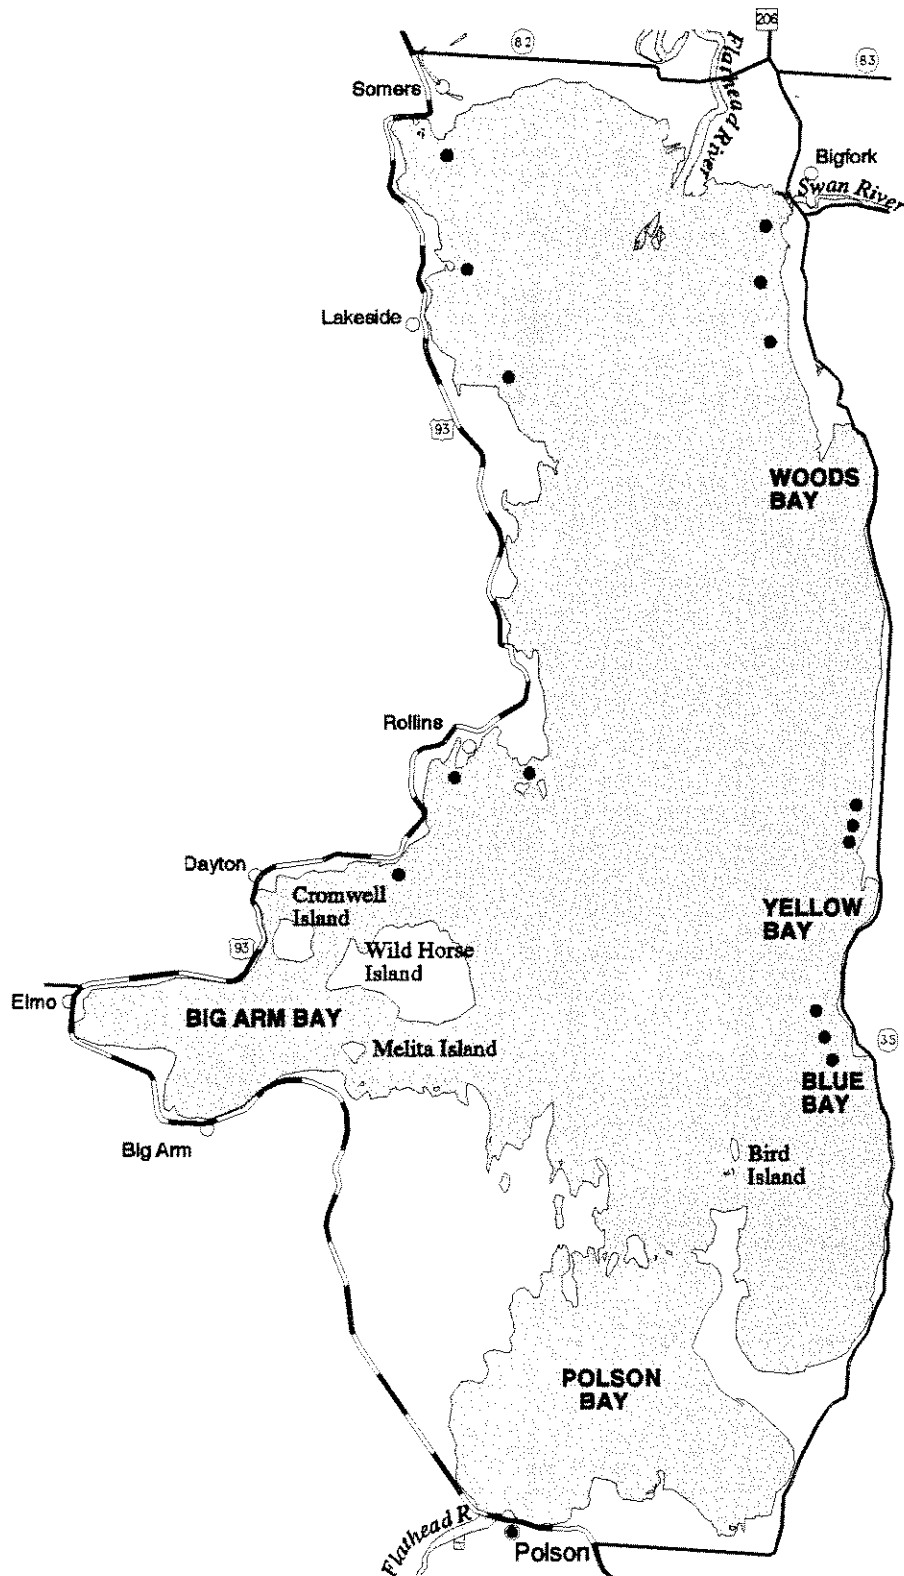 206
82
83
Flathead River
Somers
Bigfork
Swan River
Lakeside
93
WOODS
BAY
Rollins
Dayton
Cromwell
Island
YELLOW
BAY
93
Wild Horse
Island
Elmo
BIG ARM BAY
35
Melita Island
BLUE
BAY
Big Arm
Bird
Island
POLSON
BAY
Flathead R
Polson